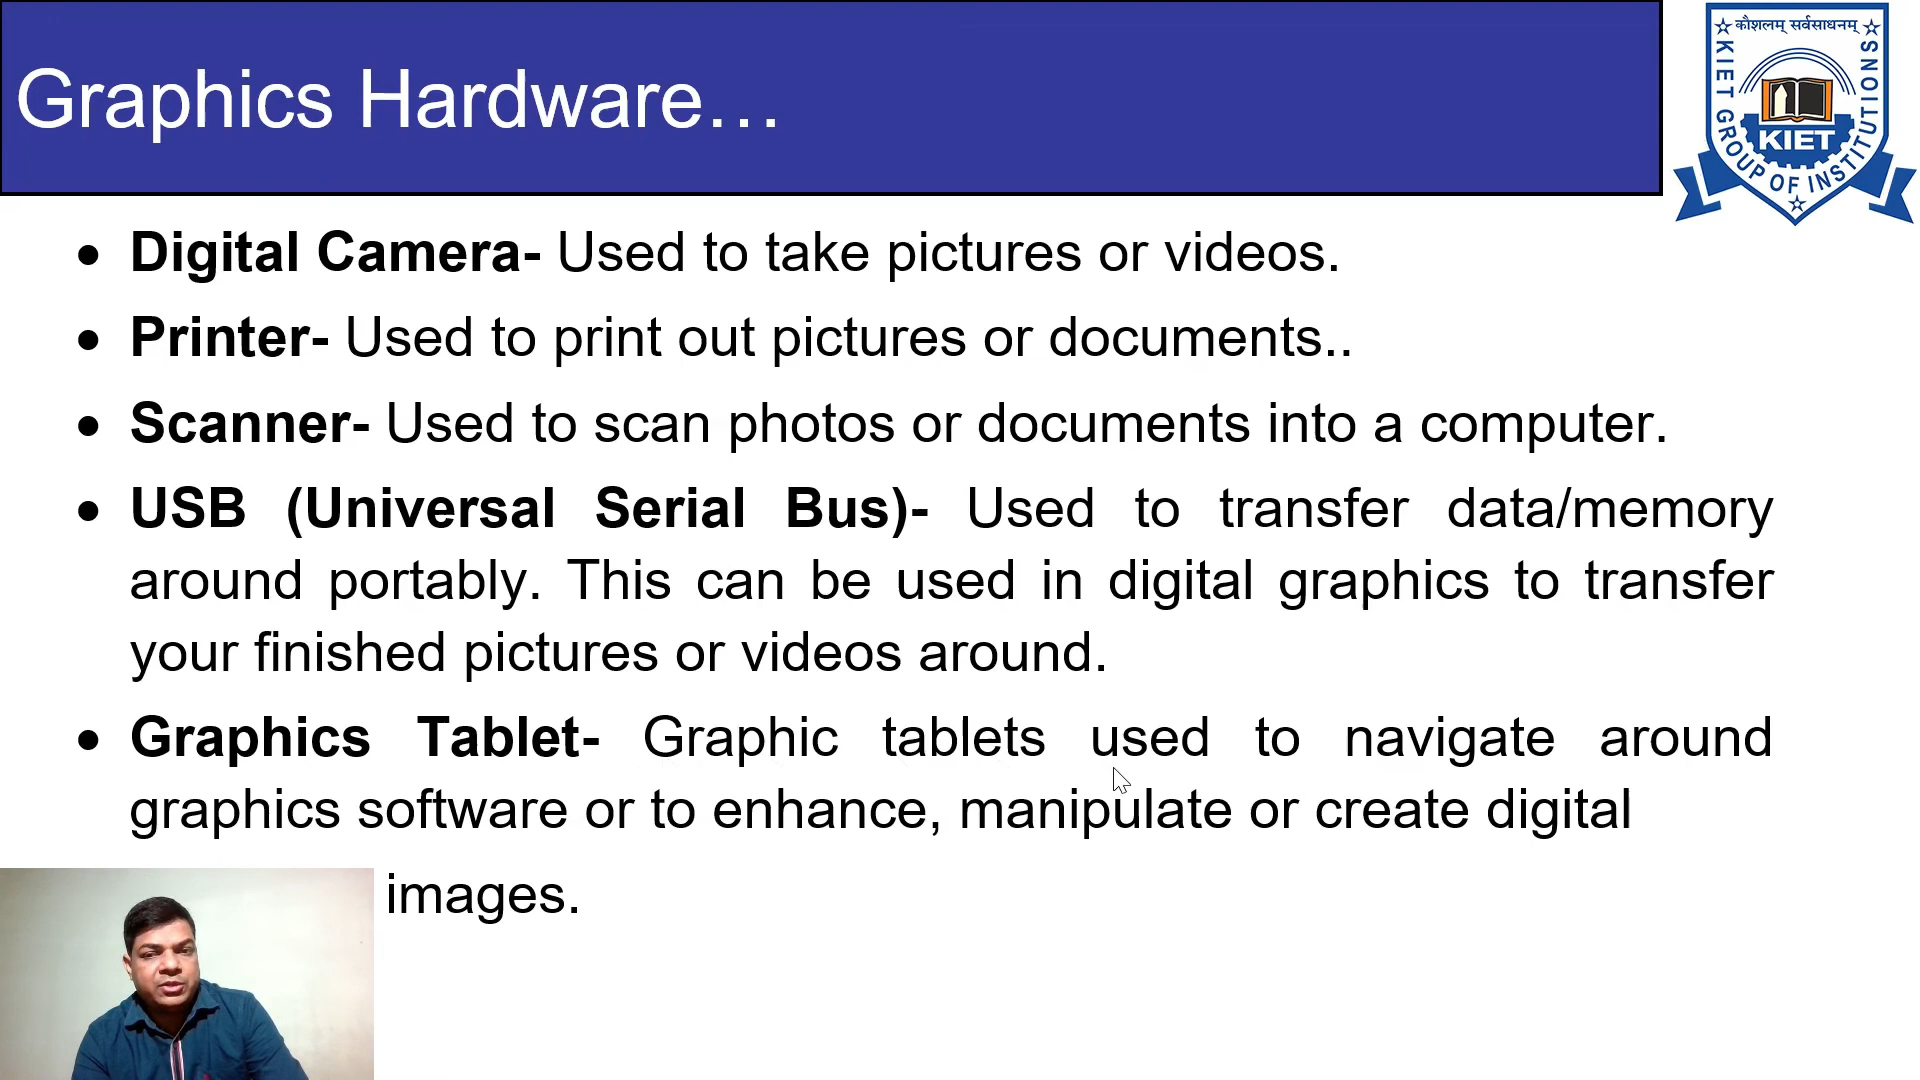 Graphics Hardware…
कौशलम् सर्वसाधनम्
KIET GROUP OF INSTITUTIONS
KIET
• Digital Camera- Used to take pictures or videos.
• Printer- Used to print out pictures or documents..
• Scanner- Used to scan photos or documents into a computer.
• USB (Universal Serial Bus)- Used to transfer data/memory
around portably. This can be used in digital graphics to transfer
your finished pictures or videos around.
• Graphics Tablet- Graphic tablets used to navigate around
graphics software or to enhance, manipulate or create digital
images.